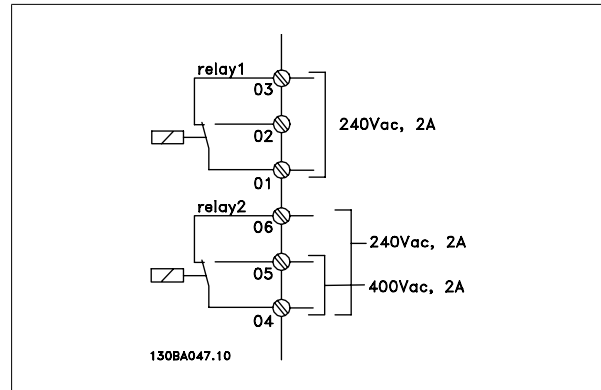 relay1
03
240Vac, 2A
02
01
relay2
06
240Vac, 2A
05
400Vac, 2A
04
130BA047.10